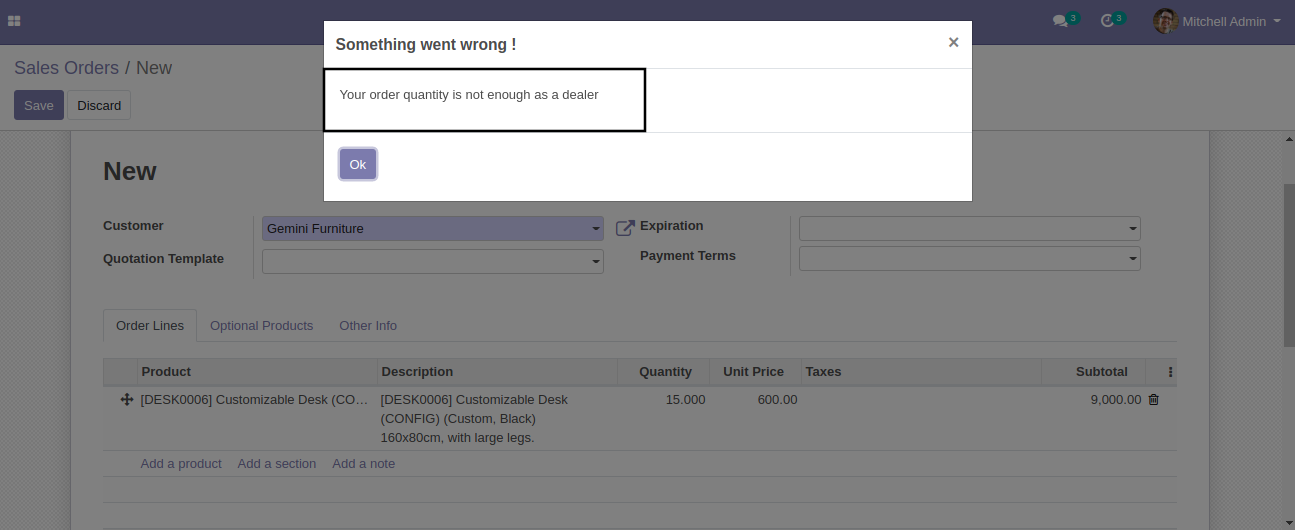 3
3
Mitchell Admin
Something went wrong !
×
Sales Orders / New
Your order quantity is not enough as a dealer
Save
Discard
Ok
New
Customer
Gemini Furniture
Expiration
Quotation Template
Payment Terms
Order Lines
Optional Products
Other Info
Product Description Quantity Unit Price Taxes Subtotal
[DESK0006] Customizable Desk (CO… [DESK0006] Customizable Desk 15.000 600.00 9,000.00
(CONFIG) (Custom, Black)
160x80cm, with large legs.
Add a product Add a section Add a note